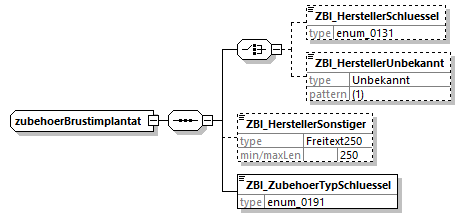 ZBI_HerstellerSchluessel
type enum_0131
ZBI_HerstellerUnbekannt
type Unbekannt
pattern (1)
zubehoerBrustimplantat
ZBI_HerstellerSonstiger
type Freitext250
min/maxLen 250
ZBI_ZubehoerTypSchluessel
type enum_0191